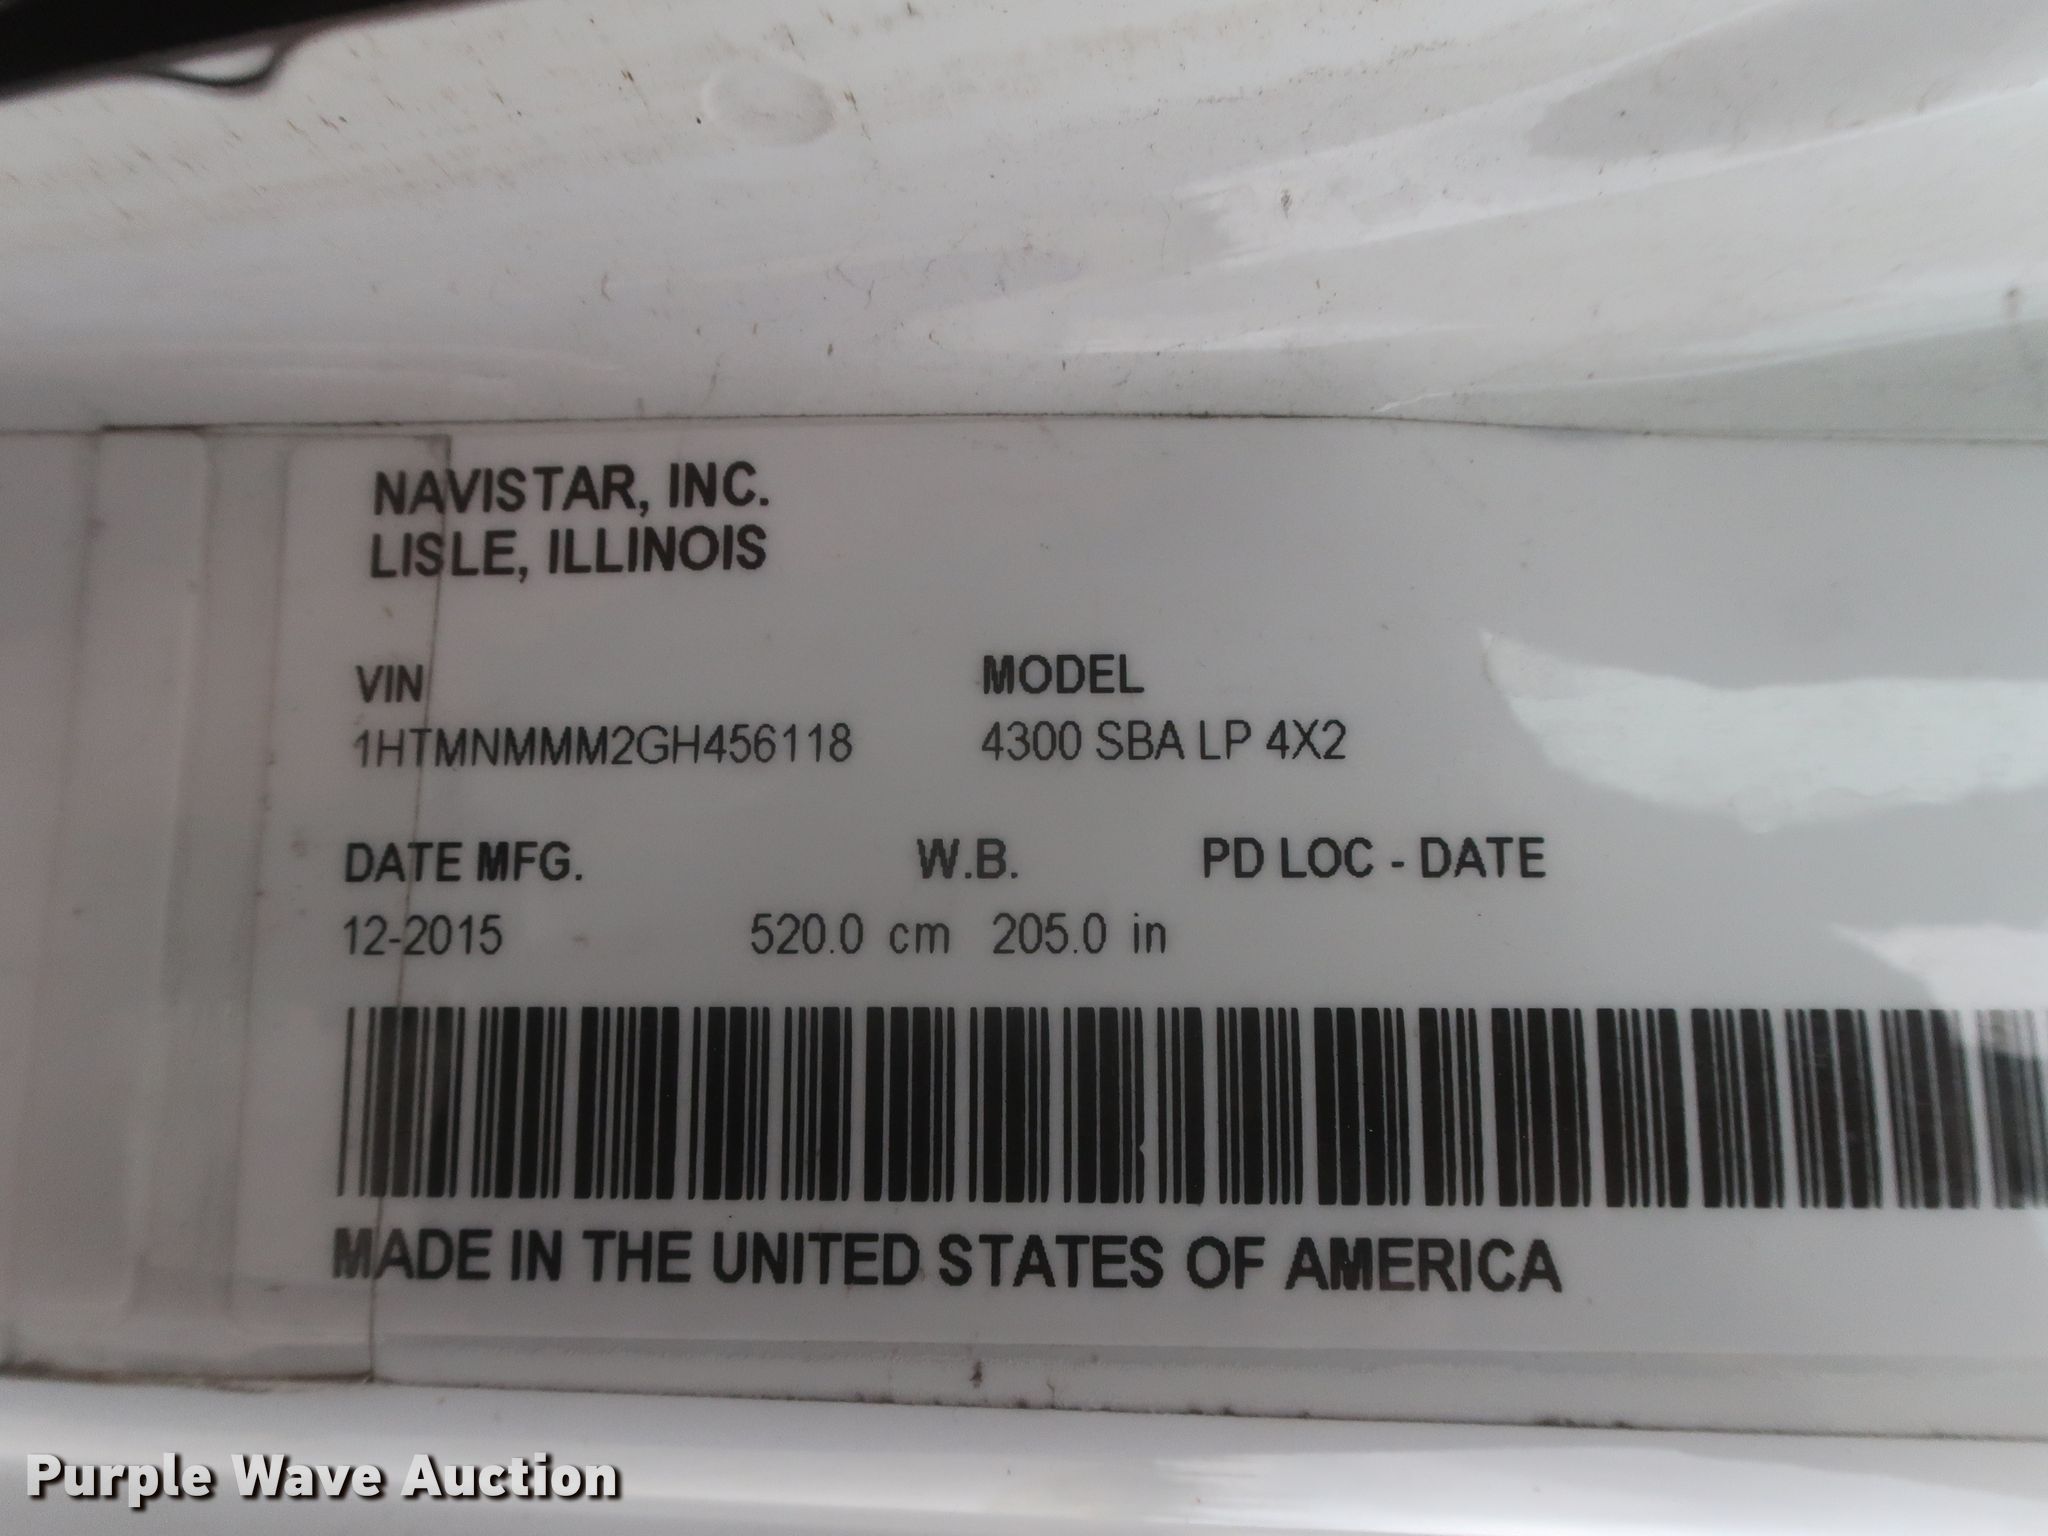 NAVISTAR, INC.
LISLE, ILLINOIS
VIN MODEL
1HTMNMMM2GH456118 4300 SBA LP 4X2
DATE MFG. W.B. PD LOC - DATE
12-2015 520.0 cm 205.0 in
MADE IN THE UNITED STATES OF AMERICA
Purple Wave Auction